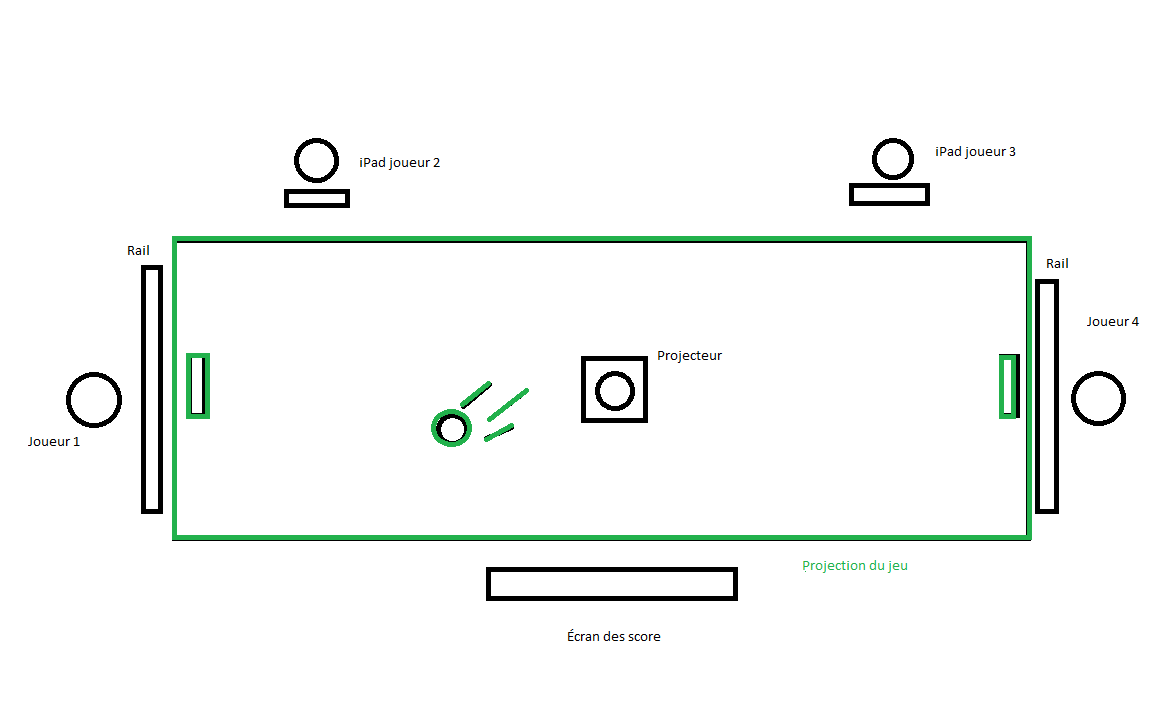 iPad joueur 2
iPad joueur 3
Rail
Rail
Joueur 4
Projecteur
Joueur 1
Projection du jeu
Écran des score